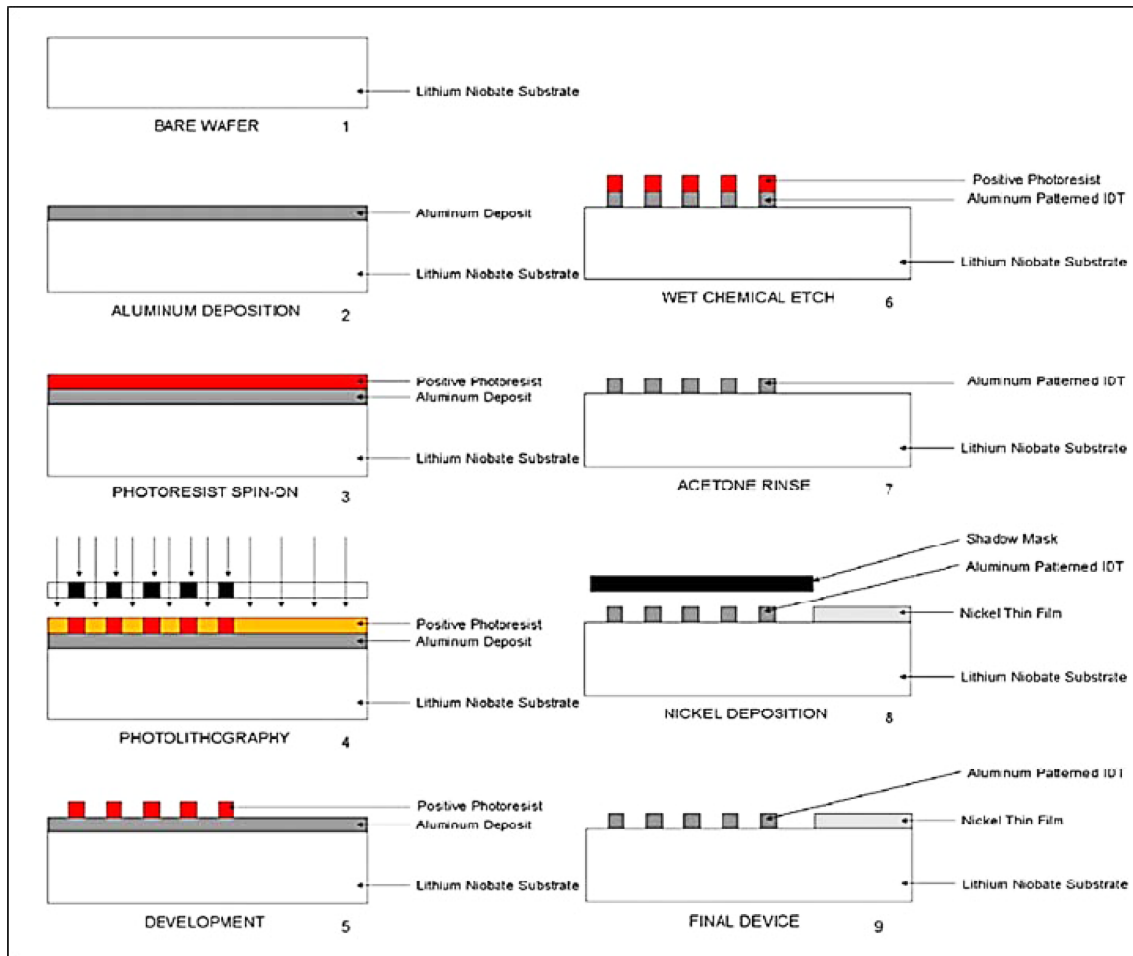 Lithium Niobate Substrate
BARE WAFER 1
Aluminum Deposit
Lithium Niobate Substrate
ALUMINUM DEPOSITION 2
Positive Photoresist
Aluminum Deposit
Lithium Niobate Substrate
PHOTORESIST SPIN-ON 3
Positive Photoresist
Aluminum Deposit
Lithium Niobate Substrate
PHOTOLITHOGRAPHY 4
Positive Photoresist
Aluminum Deposit
Lithium Niobate Substrate
DEVELOPMENT 5
Positive Photoresist
Aluminum Patterned IDT
Lithium Niobate Substrate
WET CHEMICAL ETCH 6
Aluminum Patterned IDT
Lithium Niobate Substrate
ACETONE RINSE 7
Shadow Mask
Aluminum Patterned IDT
Nickel Thin Film
Lithium Niobate Substrate
NICKEL DEPOSITION 8
Aluminum Patterned IDT
Nickel Thin Film
Lithium Niobate Substrate
FINAL DEVICE 9